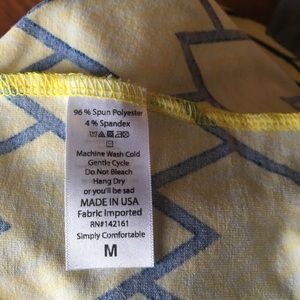 96 % Spun Polyester
4 % Spandex
Machine Wash Cold
Gentle Cycle
Do Not Bleach
Hang Dry
or you'll be sad
MADE IN USA
Fabric Imported
RN#142161
Simply Comfortable
M